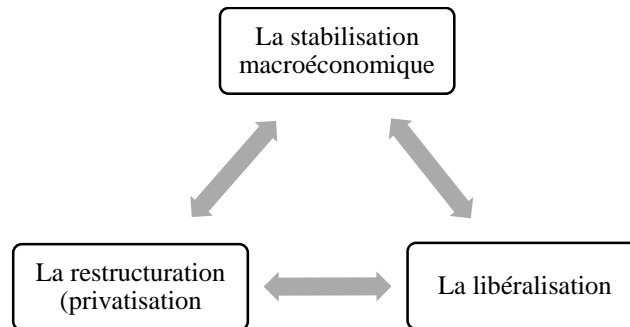 La stabilisation
macroéconomique
La restructuration
(privatisation
La libéralisation